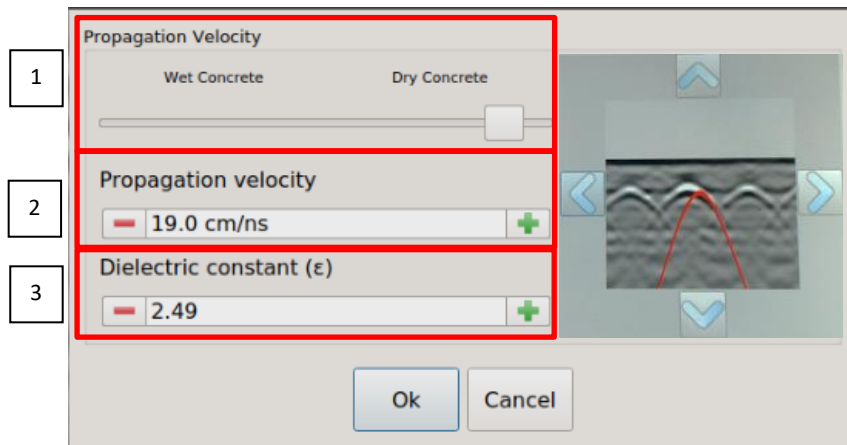 Propagation Velocity
1
Wet Concrete Dry Concrete
2
Propagation velocity
19.0 cm/ns
3
Dielectric constant (ε)
2.49
Ok Cancel